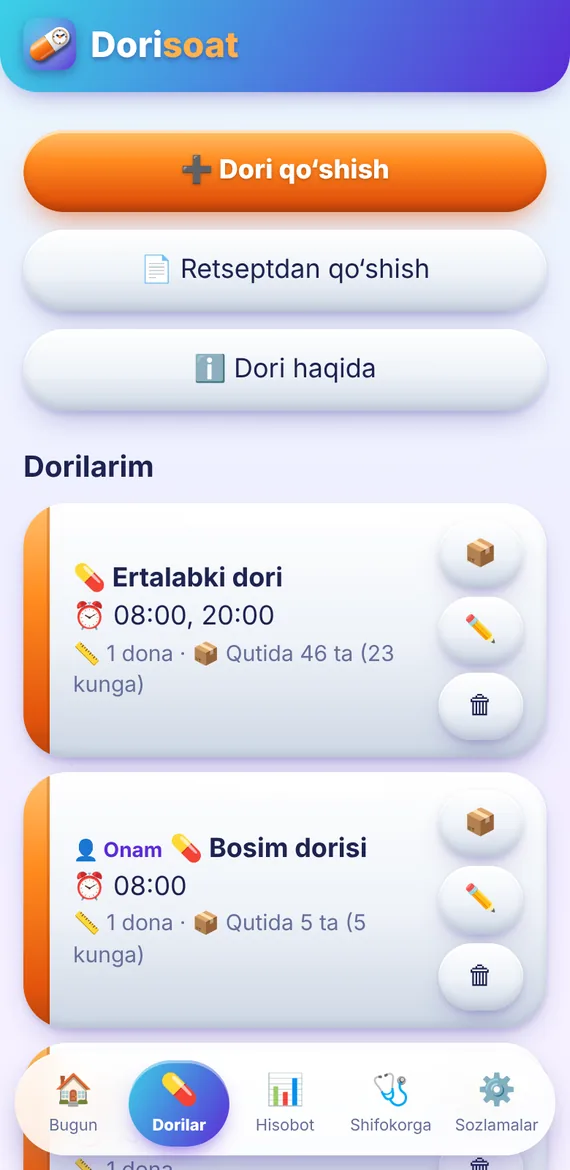 Dorisoat
➕ Dori qo‘shish
📄 Retseptdan qo‘shish
ℹ️ Dori haqida
Dorilarim
💊 Ertalabki dori
⏰ 08:00, 20:00
📏 1 dona · 📦 Qutida 46 ta (23
kunga)
👤 Onam 💊 Bosim dorisi
⏰ 08:00
📏 1 dona · 📦 Qutida 5 ta (5
kunga)
Bugun Dorilar Hisobot Shifokorga Sozlamalar
1 dona